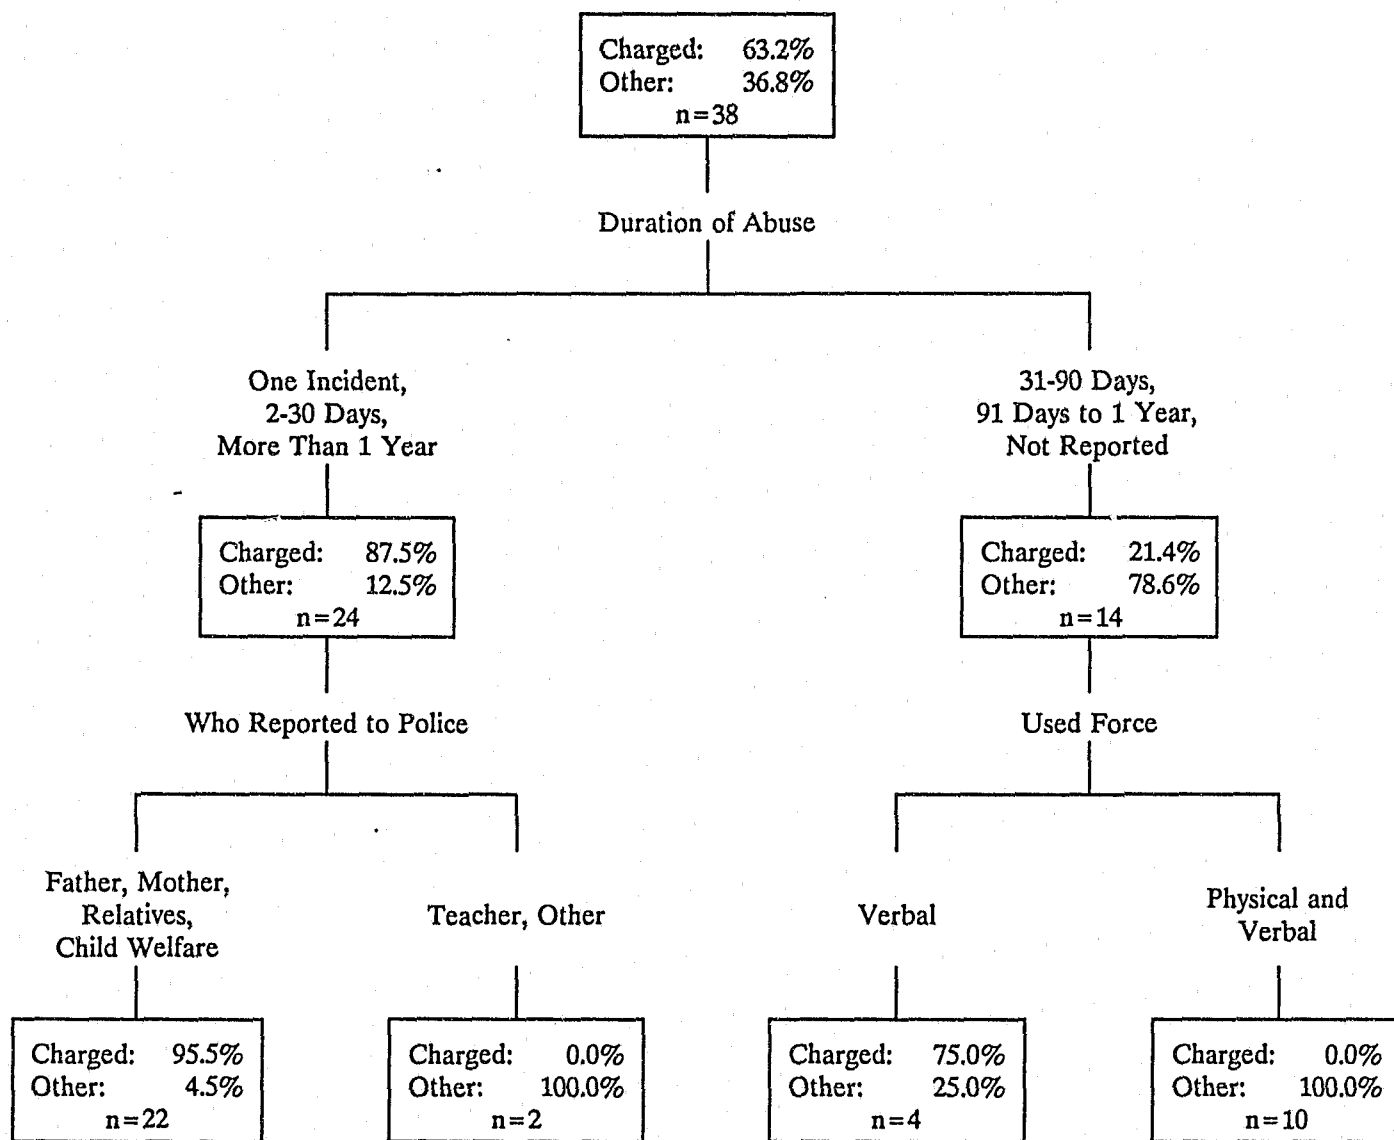 Charged: 63.2%
Other: 36.8%
n=38
Duration of Abuse
One Incident,
2-30 Days,
More Than 1 Year
31-90 Days,
91 Days to 1 Year,
Not Reported
Charged: 87.5%
Other: 12.5%
n=24
Charged: 21.4%
Other: 78.6%
n=14
Who Reported to Police
Used Force
Father, Mother,
Relatives,
Child Welfare
Teacher, Other
Verbal
Physical and
Verbal
Charged: 95.5%
Other: 4.5%
n=22
Charged: 0.0%
Other: 100.0%
n=2
Charged: 75.0%
Other: 25.0%
n=4
Charged: 0.0%
Other: 100.0%
n=10